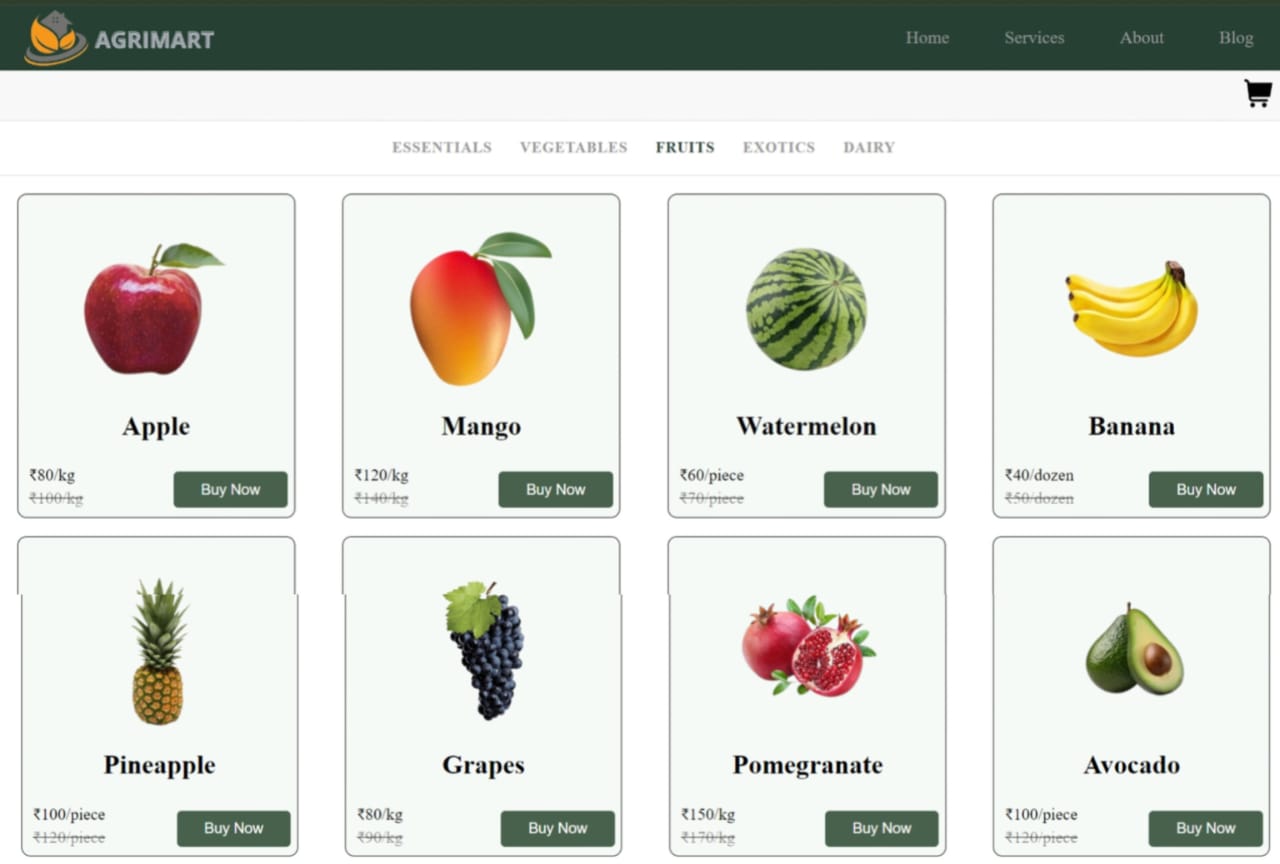 AGRIMART
Home Services About Blog
ESSENTIALS VEGETABLES FRUITS EXOTICS DAIRY
Apple
₹80/kg
₹100/kg
Buy Now
Mango
₹120/kg
₹140/kg
Buy Now
Watermelon
₹60/piece
₹70/piece
Buy Now
Banana
₹40/dozen
₹50/dozen
Buy Now
Pineapple
₹100/piece
₹120/piece
Buy Now
Grapes
₹80/kg
₹90/kg
Buy Now
Pomegranate
₹150/kg
₹170/kg
Buy Now
Avocado
₹100/piece
₹120/piece
Buy Now